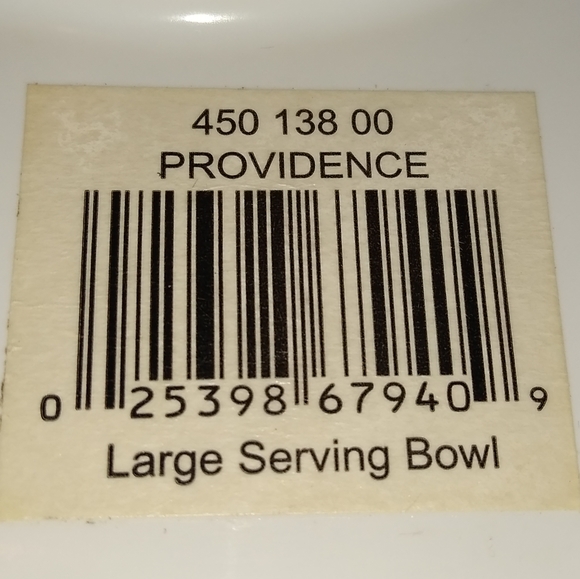 450 138 00
PROVIDENCE
0 25398 67940 9
Large Serving Bowl